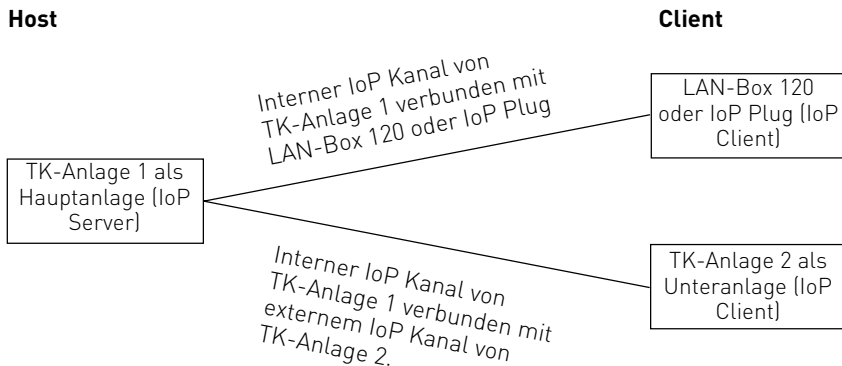 Host
Client
Interner IoP Kanal von
TK-Anlage 1 verbunden mit
LAN-Box 120 oder IoP Plug
LAN-Box 120
oder IoP Plug (IoP
Client)
TK-Anlage 1 als
Hauptanlage (IoP
Server)
Interner IoP Kanal von
TK-Anlage 1 verbunden mit
externem IoP Kanal von
TK-Anlage 2.
TK-Anlage 2 als
Unteranlage (IoP
Client)